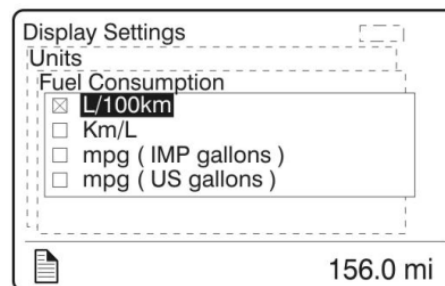 Display Settings
Units
Fuel Consumption
L/100km
Km/L
mpg ( IMP gallons )
mpg ( US gallons )
156.0 mi